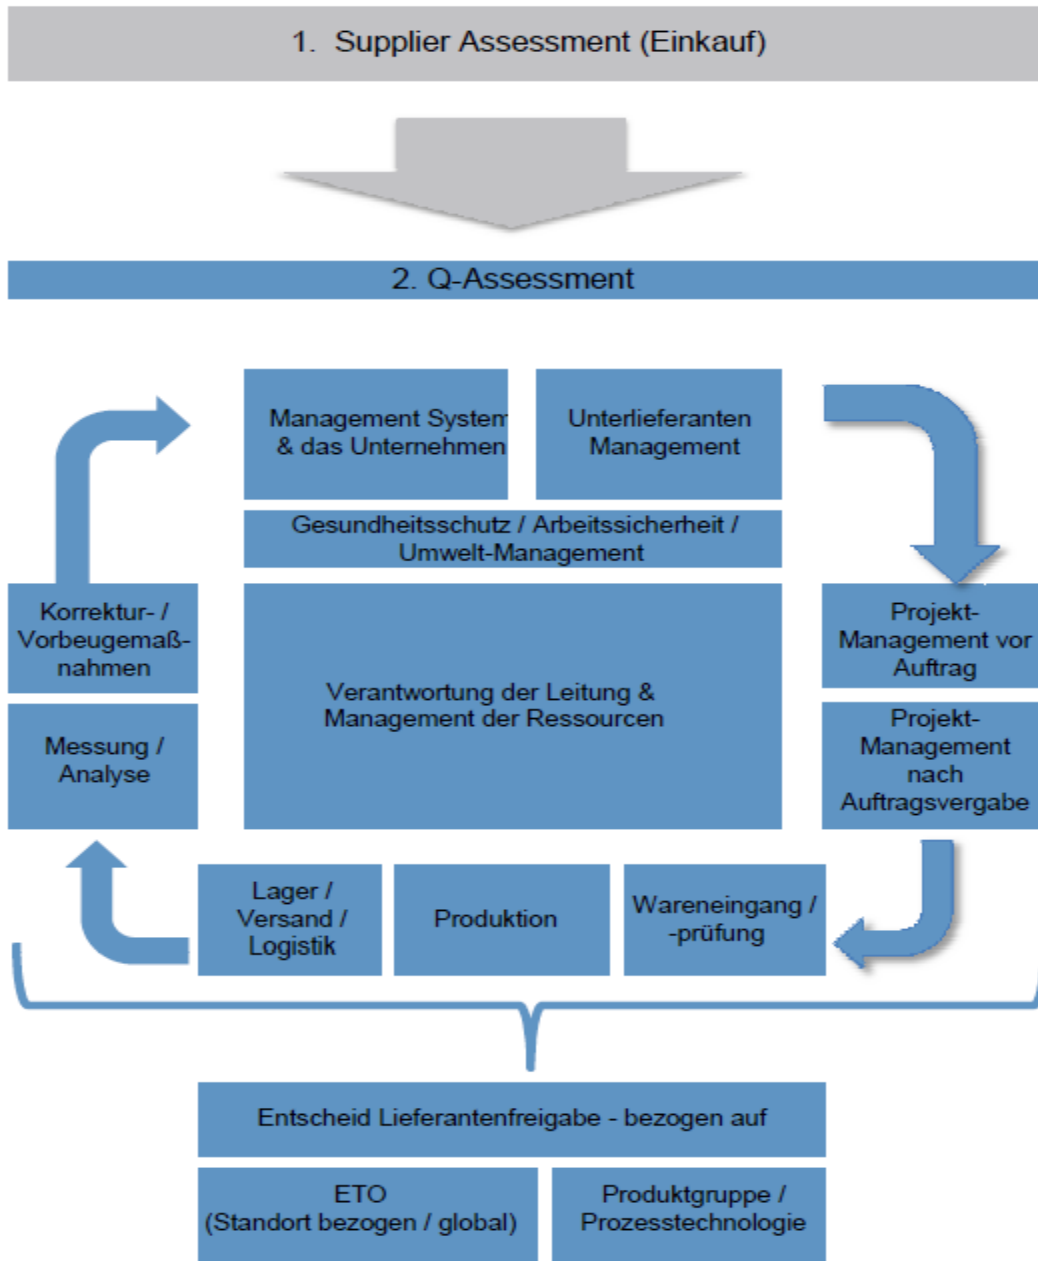 1. Supplier Assessment (Einkauf)
2. Q-Assessment
Management System
& das Unternehmen
Unterlieferanten
Management
Gesundheitsschutz / Arbeitssicherheit /
Umwelt-Management
Korrektur- /
Vorbeugemaß-
nahmen
Projekt-
Management vor
Auftrag
Verantwortung der Leitung &
Management der Ressourcen
Messung /
Analyse
Projekt-
Management
nach
Auftragsvergabe
Lager /
Versand /
Logistik
Produktion
Wareneingang /
-prüfung
Entscheid Lieferantenfreigabe - bezogen auf
ETO
(Standort bezogen / global)
Produktgruppe /
Prozesstechnologie